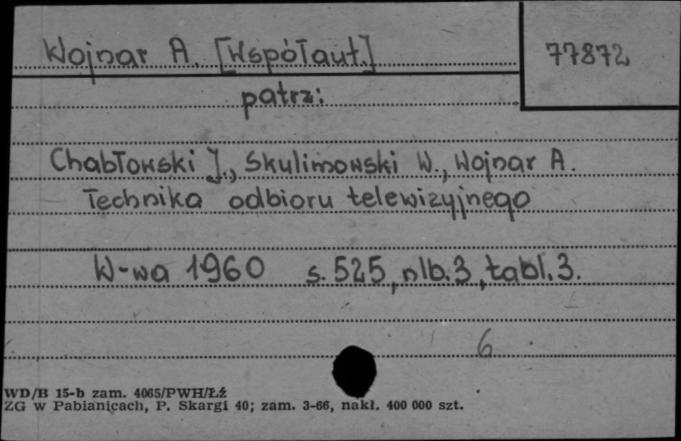 Wojnar A. [Współaut.]
77872
patrz:
Chabłowski J., Skulimowski W., Wojnar A.
Technika odbioru telewizyjnego
W-wa 1960 s. 525, nlb. 3, tabl. 3.
6
WD/B 15-b zam. 4065/PWH/Łź
ZG w Pabianicach, P. Skargi 40; zam. 3-66, nakł. 400 000 szt.